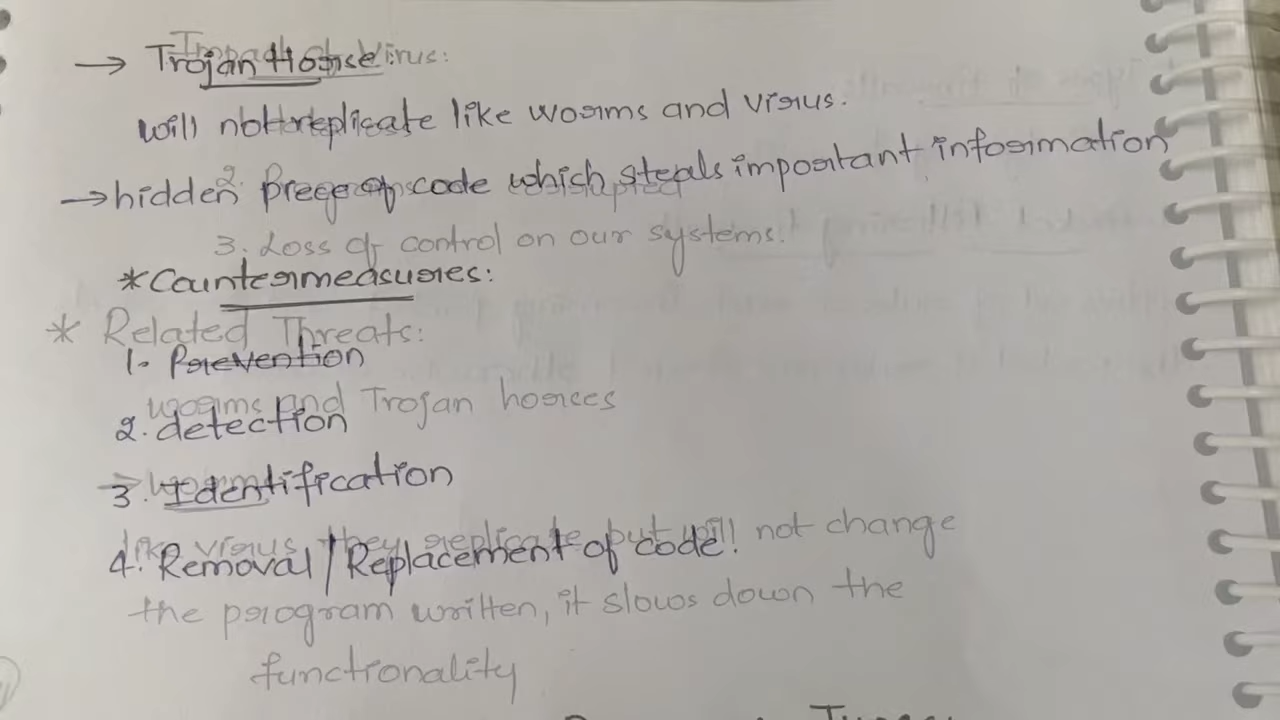 → Trojan Horse
Virus:
will not replicate like worms and virus.
→ hidden piece of code which steals important information
3. Loss of control on our systems.
* Countermeasures:
* Related Threats:
1. Prevention
worms and Trojan horses
2. detection
3. Identification
like virus they replicate but will not change
4. Removal / Replacement of code.
the program written, it slows down the
functionality